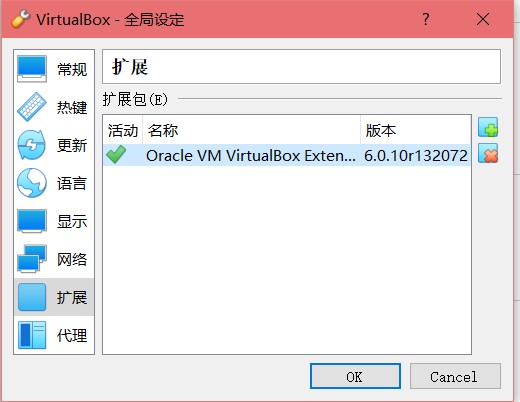 VirtualBox - 全局设定
?
常规
热键
更新
语言
显示
网络
扩展
代理
扩展
扩展包(E)
活动 名称 版本
Oracle VM VirtualBox Exten... 6.0.10r132072
OK Cancel